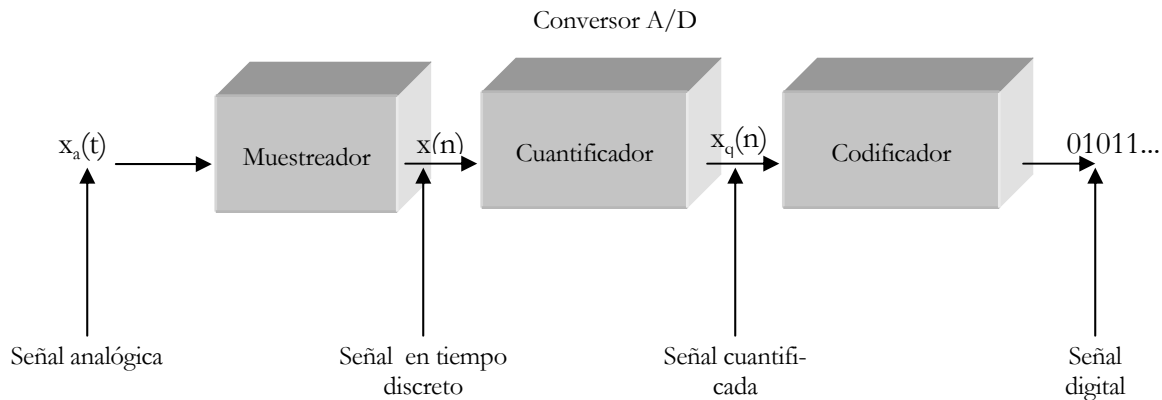 Conversor A/D
xa(t)
Muestreador
x(n)
Cuantificador
xq(n)
Codificador
01011...
Señal analógica
Señal en tiempo
discreto
Señal cuantifi-
cada
Señal
digital